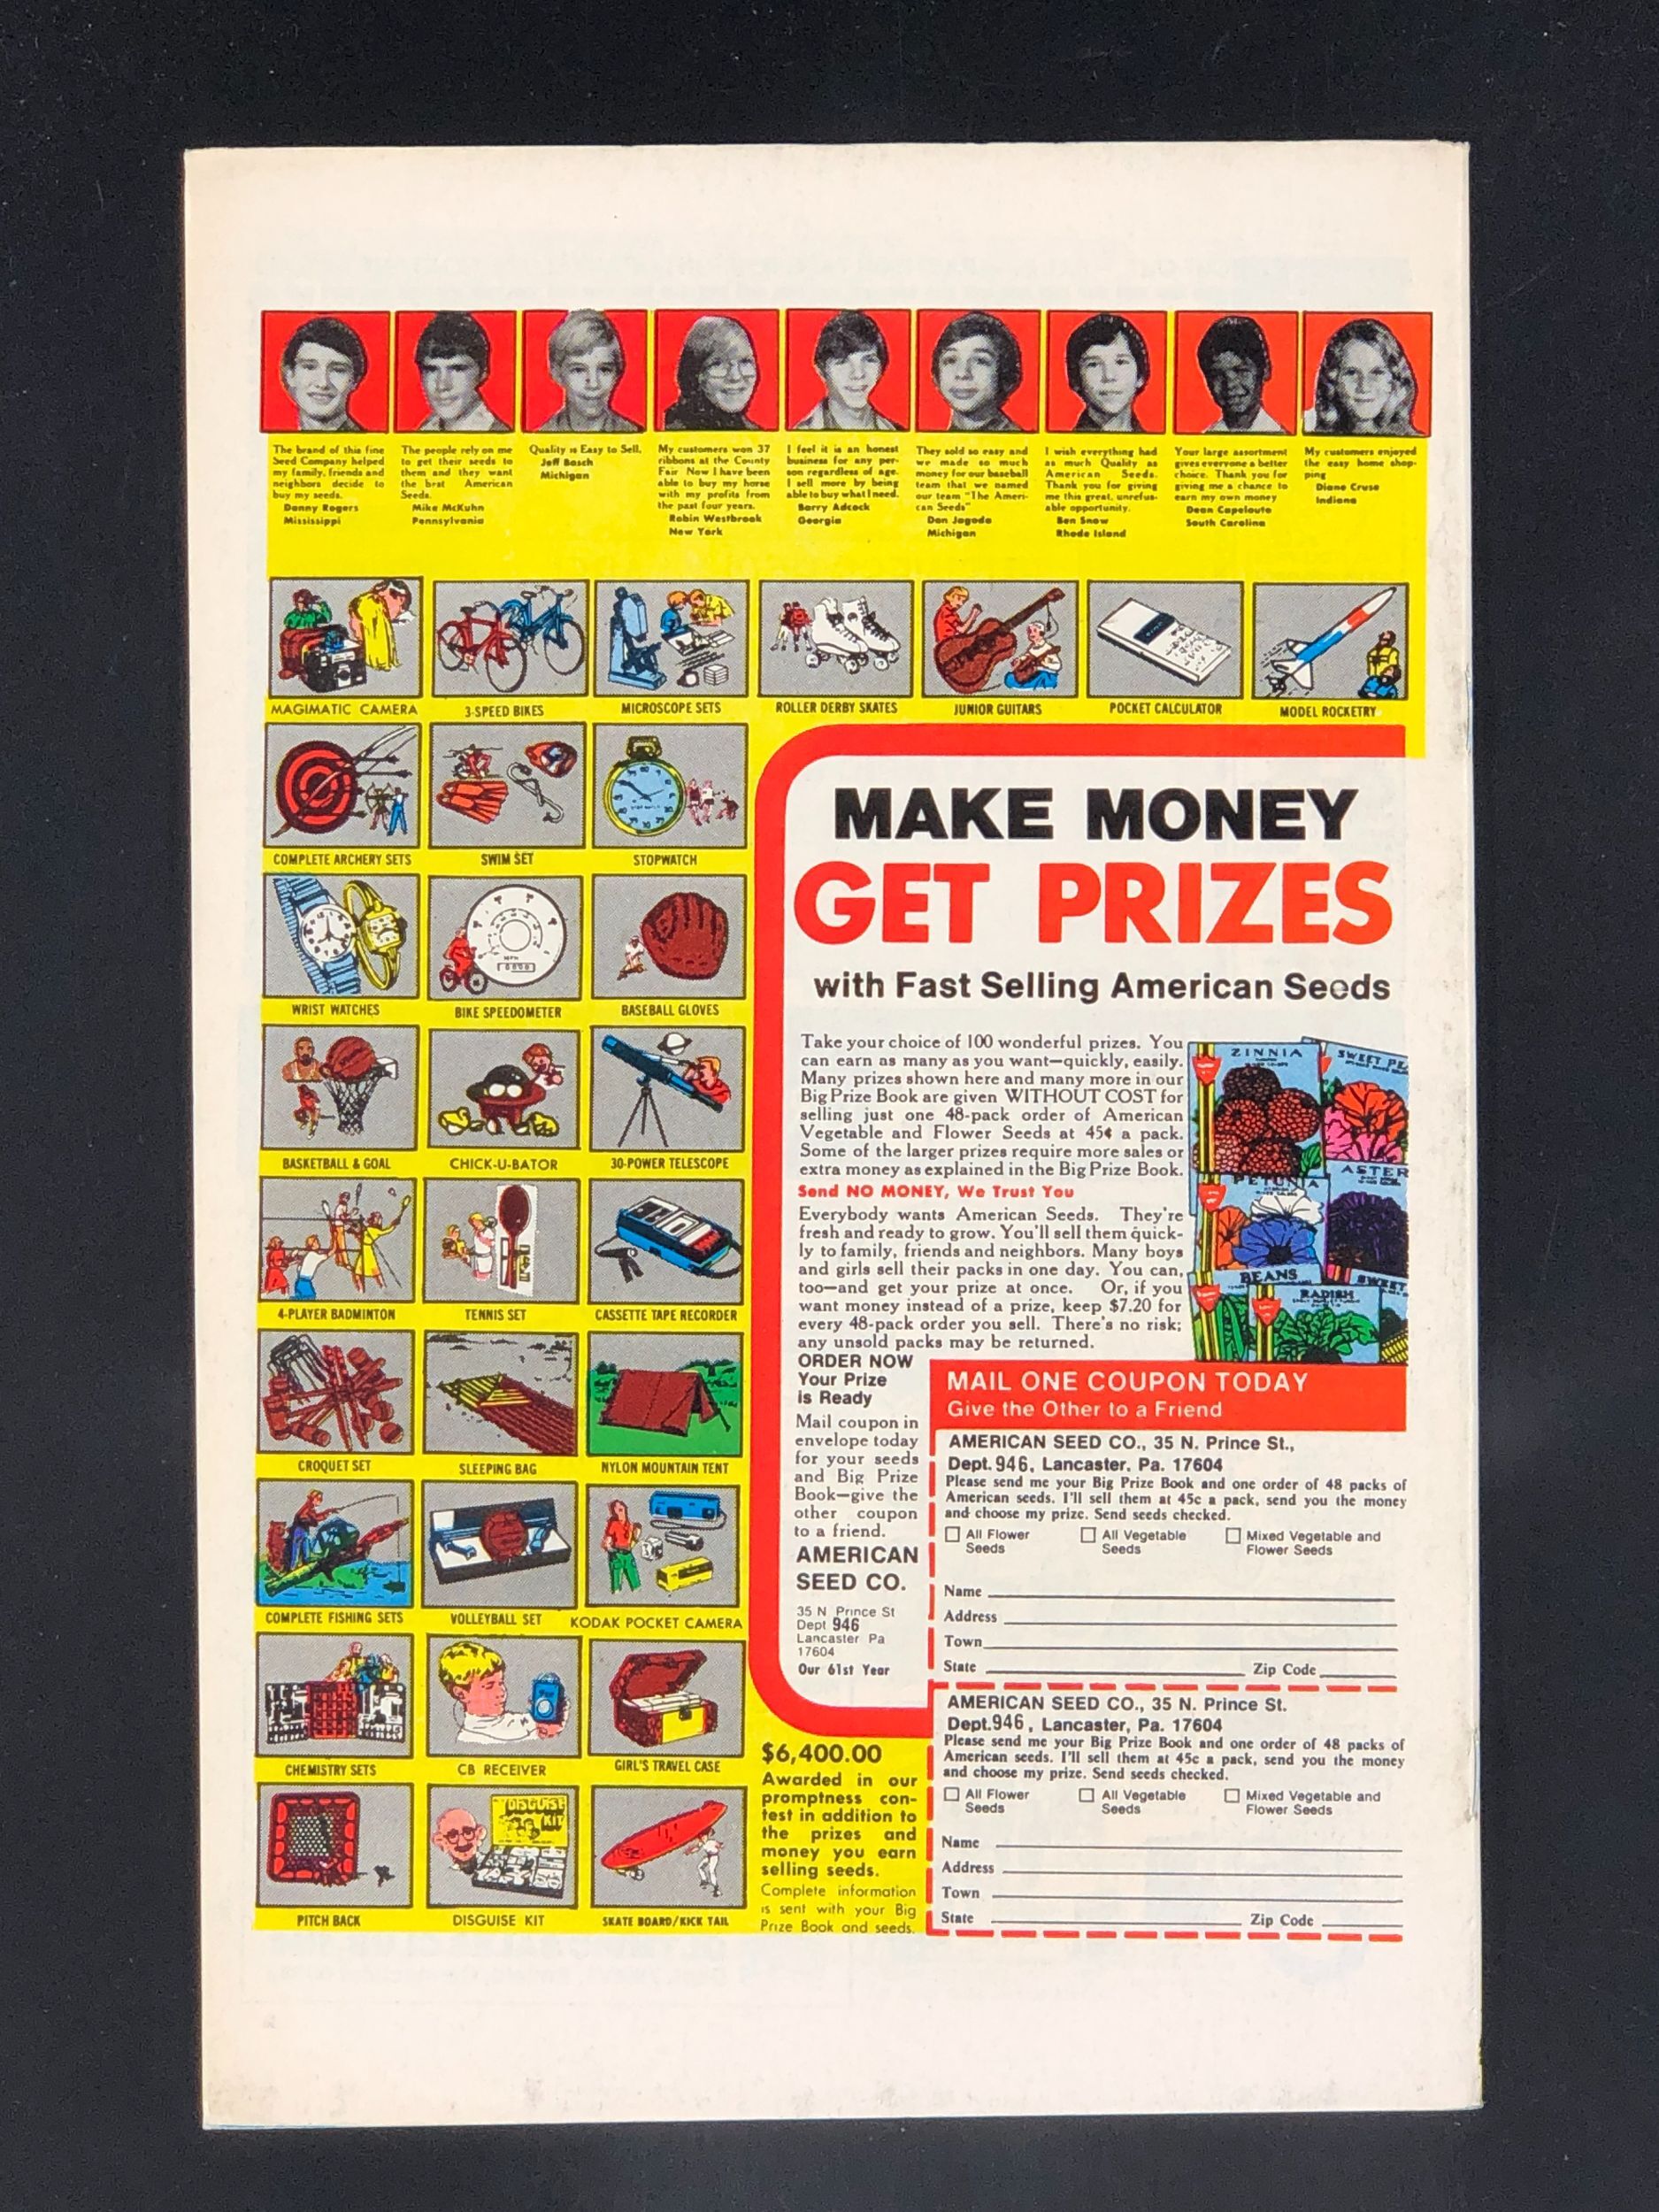 The brand of this fine
Seed Company helped
my family, friends and
neighbors decide to
buy my seeds.
Danny Rogers
Mississippi
The people rely on me
to get their seeds to
them and they want
the best American
Seeds.
Mike McKuhn
Pennsylvania
Quality is Easy to Sell.
Jeff Basch
Michigan
My customers won 37
ribbons at the County
Fair Now I have been
able to buy my horse
with my profits from
the past four years.
Robin Westbrook
New York
I feel it is an honest
business for any per-
son regardless of age.
I sell more by being
able to buy what I need.
Barry Adcock
Georgia
They sold so easy and
we made so much
money for our baseball
team that we named
our team "The Ameri-
can Seeds"
Dan Jagoda
Michigan
I wish everything had
as much Quality as
American Seeds.
Thank you for giving
me this great, unrefus-
able opportunity.
Ben Snow
Rhode Island
Your large assortment
gives everyone a better
choice. Thank you for
giving me a chance to
earn my own money
Dean Capeloute
South Carolina
My customers enjoyed
the easy home shop-
ping
Diane Cruse
Indiana
MAGIMATIC CAMERA
3-SPEED BIKES
MICROSCOPE SETS
ROLLER DERBY SKATES
JUNIOR GUITARS
POCKET CALCULATOR
MODEL ROCKETRY
COMPLETE ARCHERY SETS
SWIM SET
STOPWATCH
WRIST WATCHES
BIKE SPEEDOMETER
BASEBALL GLOVES
BASKETBALL & GOAL
CHICK-U-BATOR
30-POWER TELESCOPE
4-PLAYER BADMINTON
TENNIS SET
CASSETTE TAPE RECORDER
CROQUET SET
SLEEPING BAG
NYLON MOUNTAIN TENT
COMPLETE FISHING SETS
VOLLEYBALL SET
KODAK POCKET CAMERA
CHEMISTRY SETS
CB RECEIVER
GIRL'S TRAVEL CASE
DISGUISE
KIT
PITCH BACK
DISGUISE KIT
SKATE BOARD/KICK TAIL
MAKE MONEY
GET PRIZES
with Fast Selling American Seeds
Take your choice of 100 wonderful prizes. You
can earn as many as you want—quickly, easily.
Many prizes shown here and many more in our
Big Prize Book are given WITHOUT COST for
selling just one 48-pack order of American
Vegetable and Flower Seeds at 45¢ a pack.
Some of the larger prizes require more sales or
extra money as explained in the Big Prize Book.
Send NO MONEY, We Trust You
Everybody wants American Seeds. They're
fresh and ready to grow. You'll sell them quick-
ly to family, friends and neighbors. Many boys
and girls sell their packs in one day. You can,
too—and get your prize at once. Or, if you
want money instead of a prize, keep $7.20 for
every 48-pack order you sell. There's no risk;
any unsold packs may be returned.
ZINNIA
SWEET PE
ASTER
PETUNIA
BEANS
SWEET
RADISH
ORDER NOW
Your Prize
is Ready
Mail coupon in
envelope today
for your seeds
and Big Prize
Book—give the
other coupon
to a friend.
AMERICAN
SEED CO.
35 N Prince St
Dept 946
Lancaster Pa
17604
Our 61st Year
$6,400.00
Awarded in our
promptness con-
test in addition to
the prizes and
money you earn
selling seeds.
Complete information
is sent with your Big
Prize Book and seeds.
MAIL ONE COUPON TODAY
Give the Other to a Friend
AMERICAN SEED CO., 35 N. Prince St.,
Dept. 946, Lancaster, Pa. 17604
Please send me your Big Prize Book and one order of 48 packs of
American seeds. I'll sell them at 45c a pack, send you the money
and choose my prize. Send seeds checked.
All Flower Seeds
All Vegetable Seeds
Mixed Vegetable and Flower Seeds
Name
Address
Town
State Zip Code
AMERICAN SEED CO., 35 N. Prince St.
Dept. 946, Lancaster, Pa. 17604
Please send me your Big Prize Book and one order of 48 packs of
American seeds. I'll sell them at 45c a pack, send you the money
and choose my prize. Send seeds checked.
All Flower Seeds
All Vegetable Seeds
Mixed Vegetable and Flower Seeds
Name
Address
Town
State Zip Code